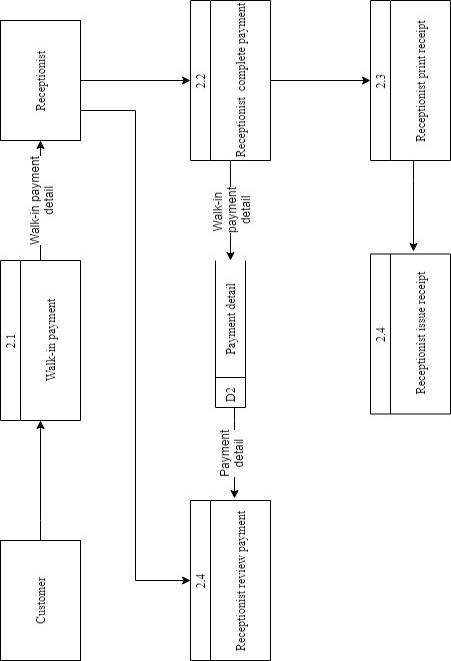 Customer
2.1
Walk-in payment
Walk-in payment
detail
Receptionist
2.4
Receptionist review payment
Payment
detail
D2
Payment detail
Walk-in
payment
detail
2.2
Receptionist complete payment
2.4
Receptionist issue receipt
2.3
Receptionist print receipt